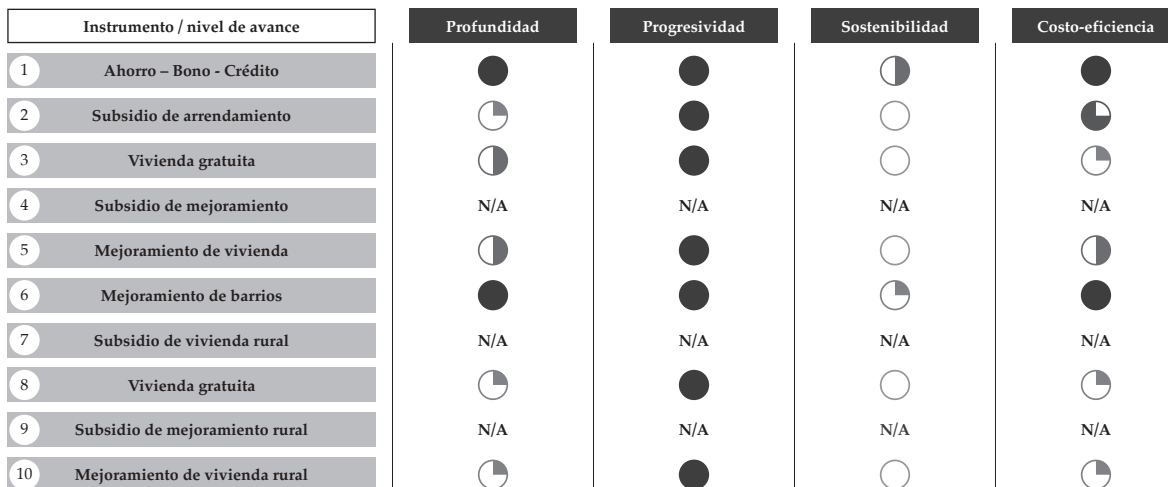 Instrumento / nivel de avance Profundidad Progresividad Sostenibilidad Costo-eficiencia
1 Ahorro – Bono - Crédito
2 Subsidio de arrendamiento
3 Vivienda gratuita
4 Subsidio de mejoramiento N/A N/A N/A N/A
5 Mejoramiento de vivienda
6 Mejoramiento de barrios
7 Subsidio de vivienda rural N/A N/A N/A N/A
8 Vivienda gratuita
9 Subsidio de mejoramiento rural N/A N/A N/A N/A
10 Mejoramiento de vivienda rural